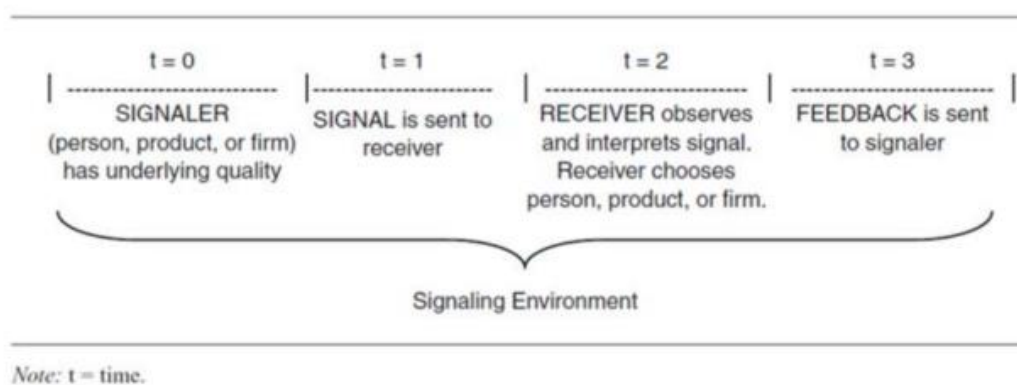 t = 0
t = 1
t = 2
t = 3
SIGNALER
(person, product, or firm)
has underlying quality
SIGNAL is sent to
receiver
RECEIVER observes
and interprets signal.
Receiver chooses
person, product, or firm.
FEEDBACK is sent
to signaler
Signaling Environment
Note: t = time.